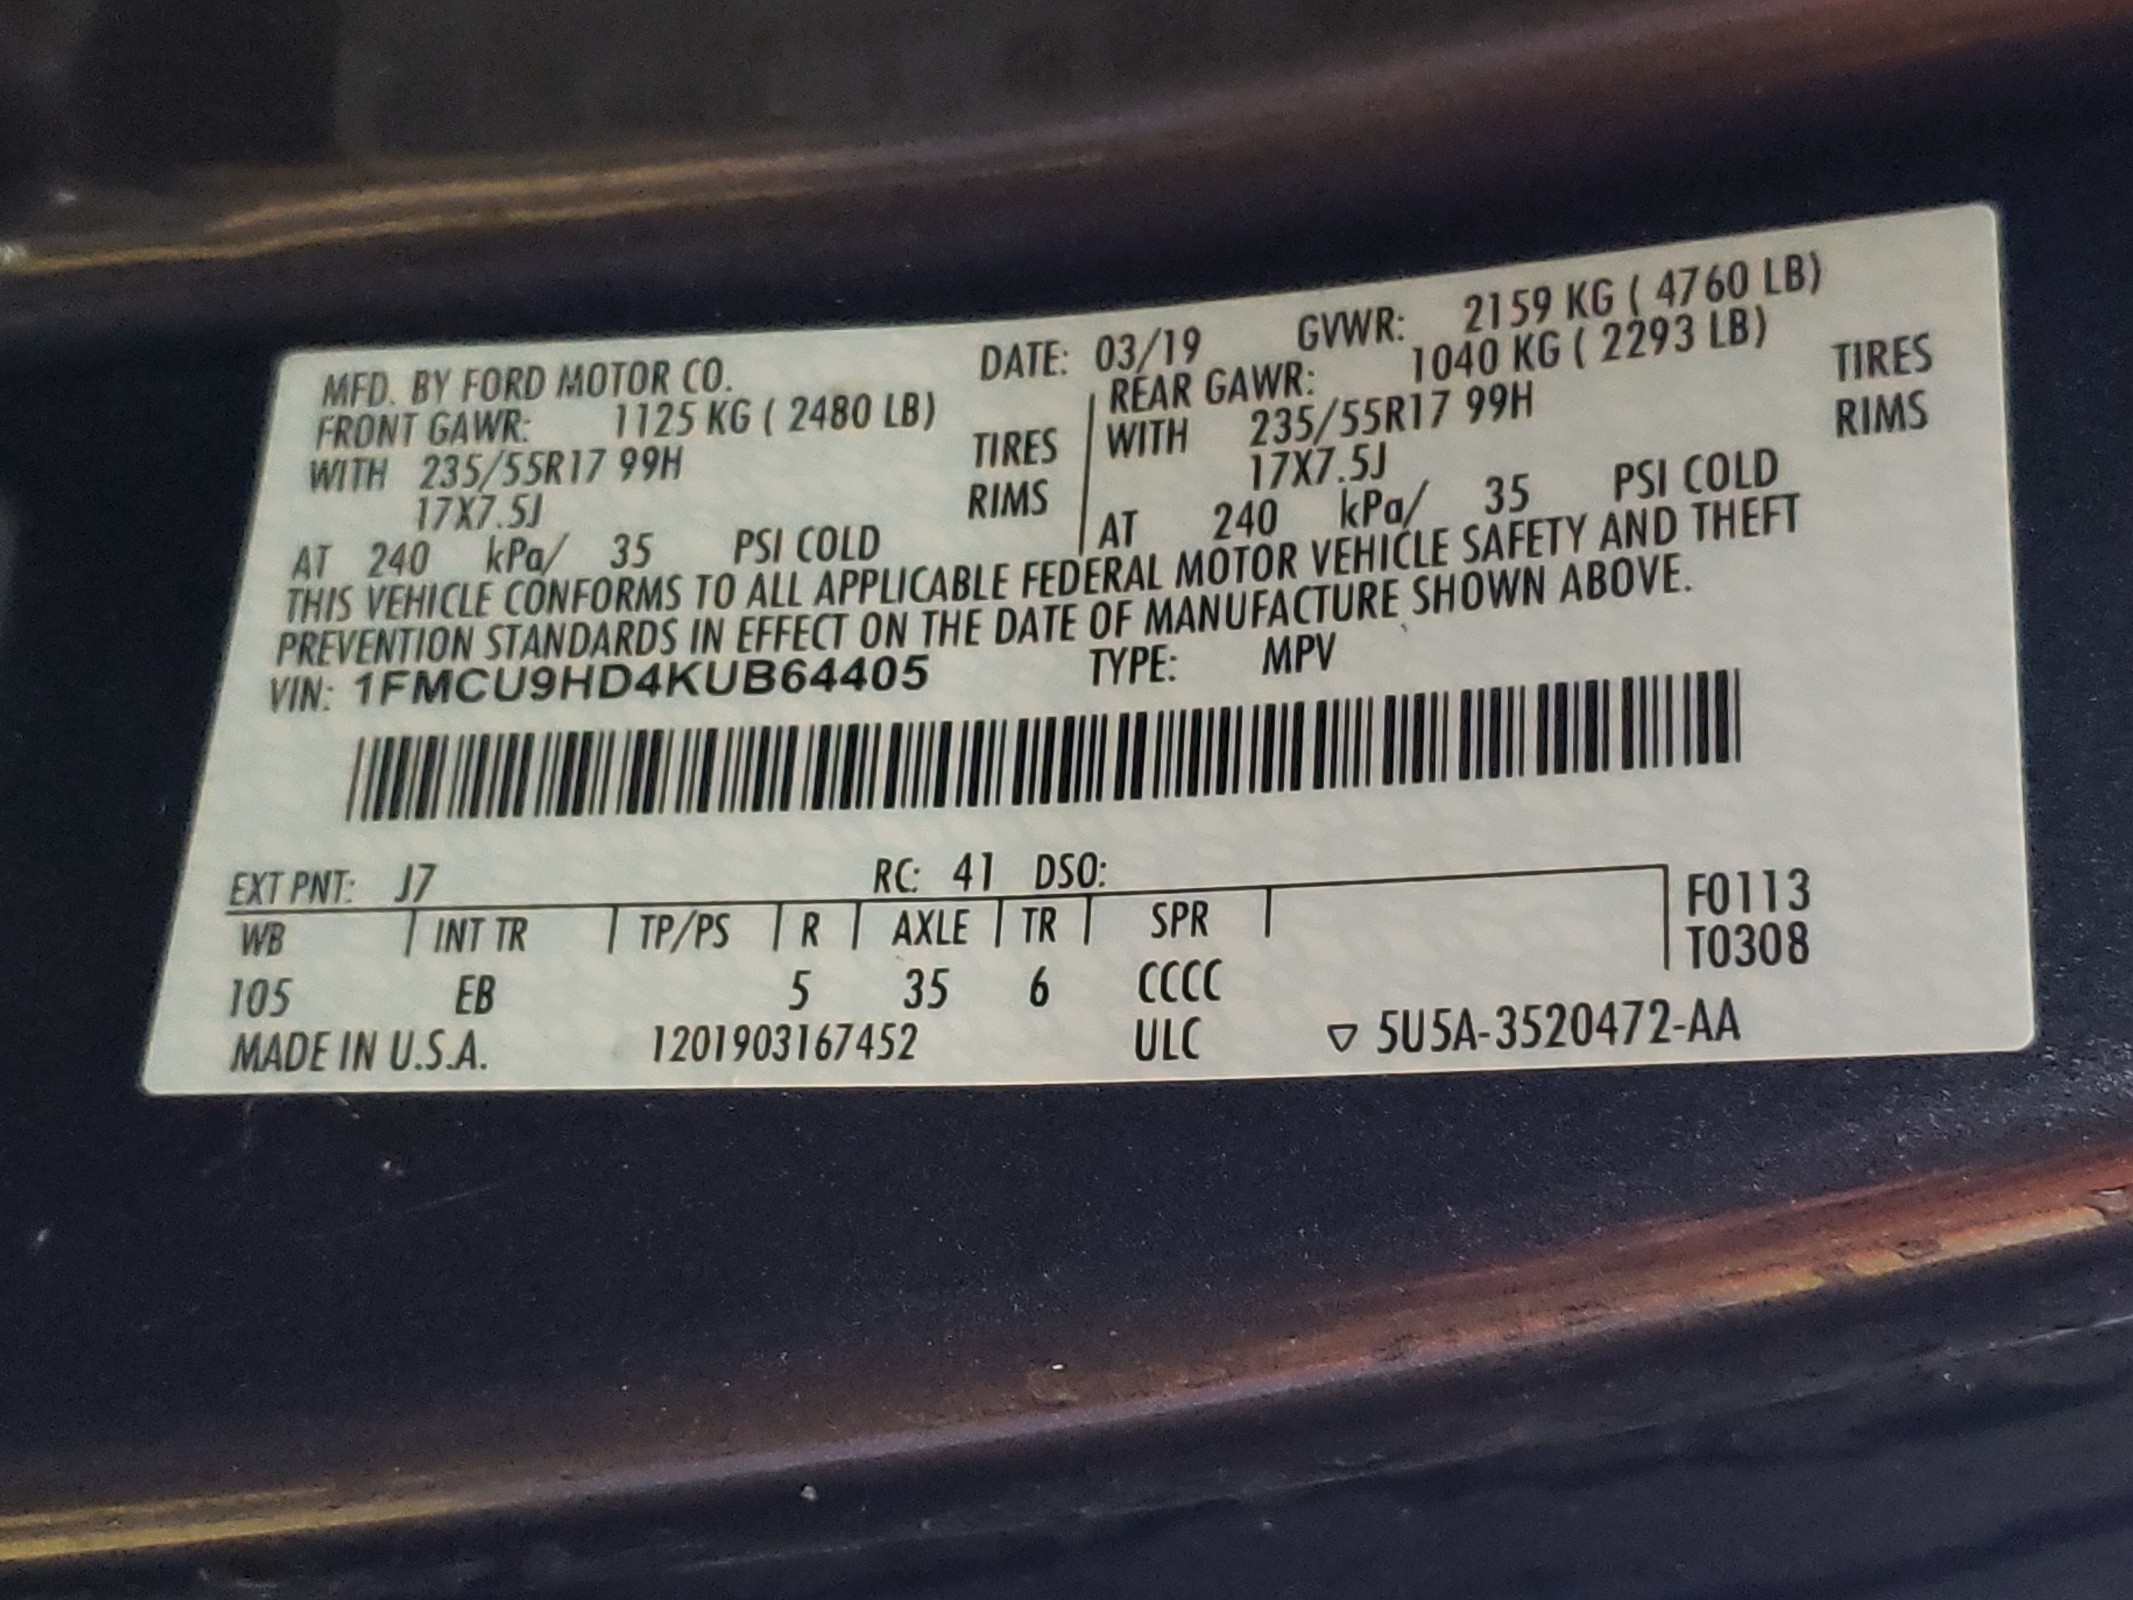 MFD. BY FORD MOTOR CO. DATE: 03/19 GVWR: 2159 KG ( 4760 LB)
FRONT GAWR: 1125 KG ( 2480 LB) REAR GAWR: 1040 KG ( 2293 LB)
WITH 235/55R17 99H TIRES WITH 235/55R17 99H TIRES
17X7.5J RIMS 17X7.5J RIMS
AT 240 kPa/ 35 PSI COLD AT 240 kPa/ 35 PSI COLD
THIS VEHICLE CONFORMS TO ALL APPLICABLE FEDERAL MOTOR VEHICLE SAFETY AND THEFT
PREVENTION STANDARDS IN EFFECT ON THE DATE OF MANUFACTURE SHOWN ABOVE.
VIN: 1FMCU9HD4KUB64405 TYPE: MPV
EXT PNT: J7 RC: 41 DSO:
WB INT TR TP/PS R AXLE TR SPR F0113
T0308
105 EB 5 35 6 CCCC
MADE IN U.S.A. 1201903167452 ULC ▽ 5U5A-3520472-AA